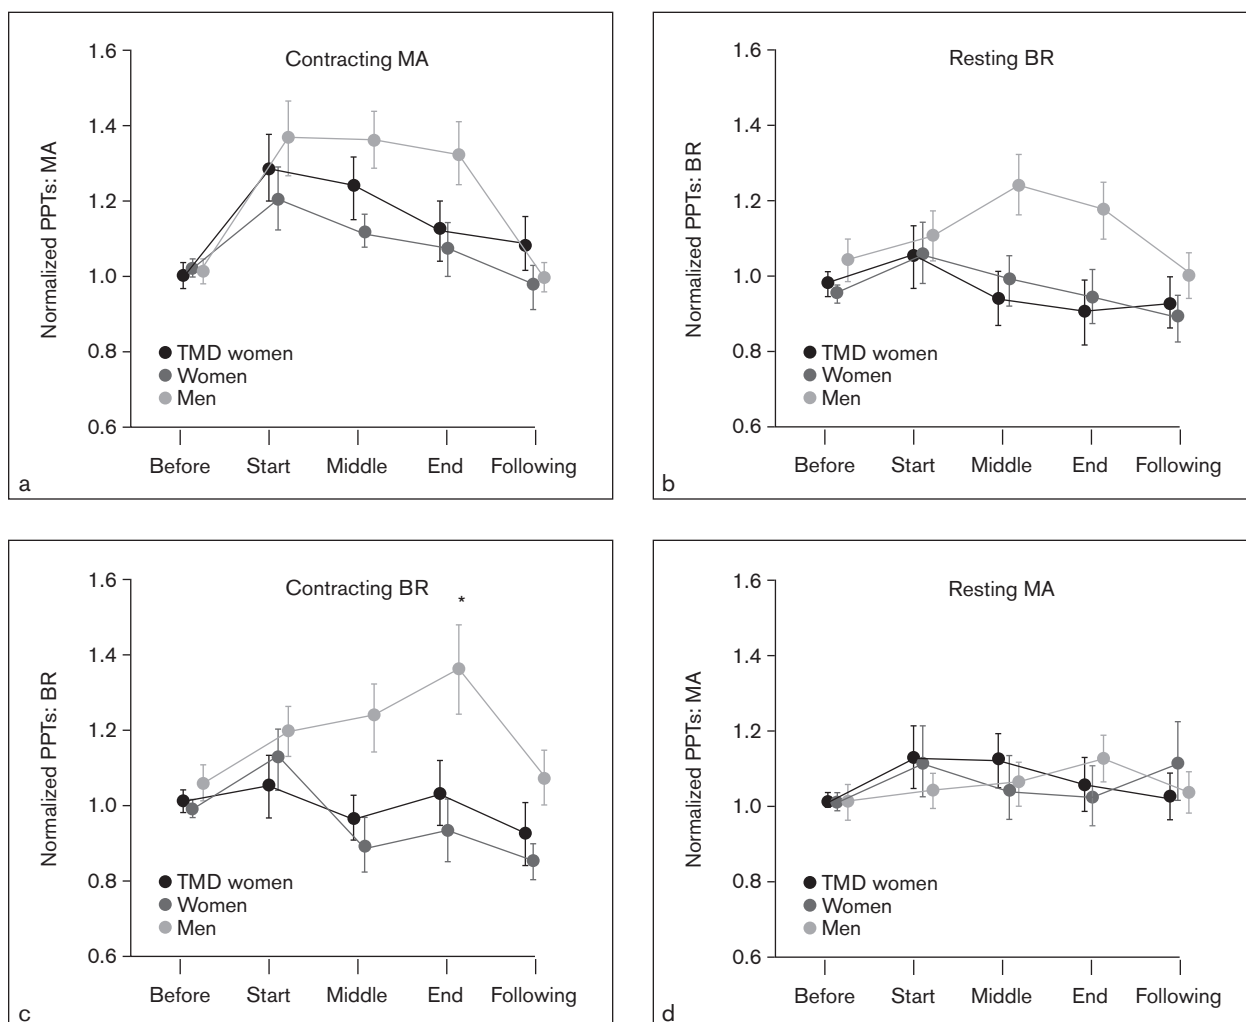 Contracting MA
Normalized PPTs: MA
1.6
1.4
1.2
1.0
0.8
0.6
TMD women
Women
Men
Before Start Middle End Following
a
Resting BR
Normalized PPTs: BR
1.6
1.4
1.2
1.0
0.8
0.6
TMD women
Women
Men
Before Start Middle End Following
b
Contracting BR
*
Normalized PPTs: BR
1.6
1.4
1.2
1.0
0.8
0.6
TMD women
Women
Men
Before Start Middle End Following
c
Resting MA
Normalized PPTs: MA
1.6
1.4
1.2
1.0
0.8
0.6
TMD women
Women
Men
Before Start Middle End Following
d